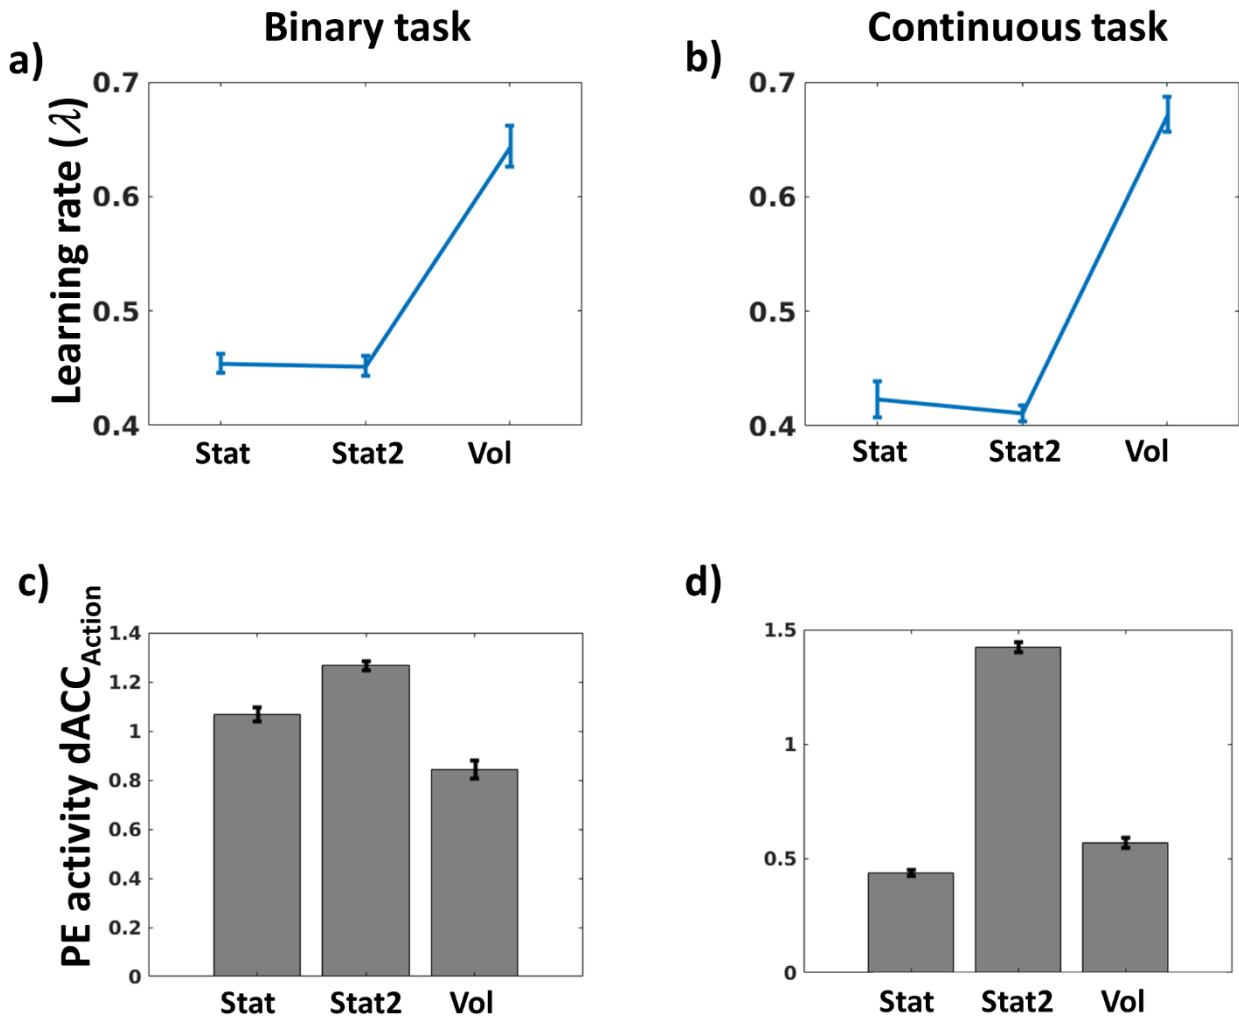 Binary task
Continuous task
a)
b)
Learning rate (λ)
0.7
0.6
0.5
0.4
Stat Stat2 Vol
0.7
0.6
0.5
0.4
Stat Stat2 Vol
c)
d)
PE activity dACC_Action
1.4
1.2
1
0.8
0.6
0.4
0.2
0
Stat Stat2 Vol
1.5
1
0.5
0
Stat Stat2 Vol